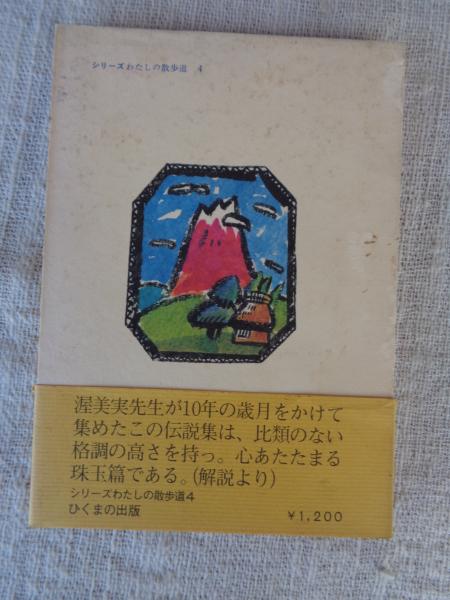 シリーズわたしの散歩道 4
渥美実先生が10年の歳月をかけて
集めたこの伝説集は、比類のない
格調の高さを持っ。心あたたまる
珠玉篇である。(解説より)
シリーズわたしの散歩道4
ひくまの出版
￥1,200